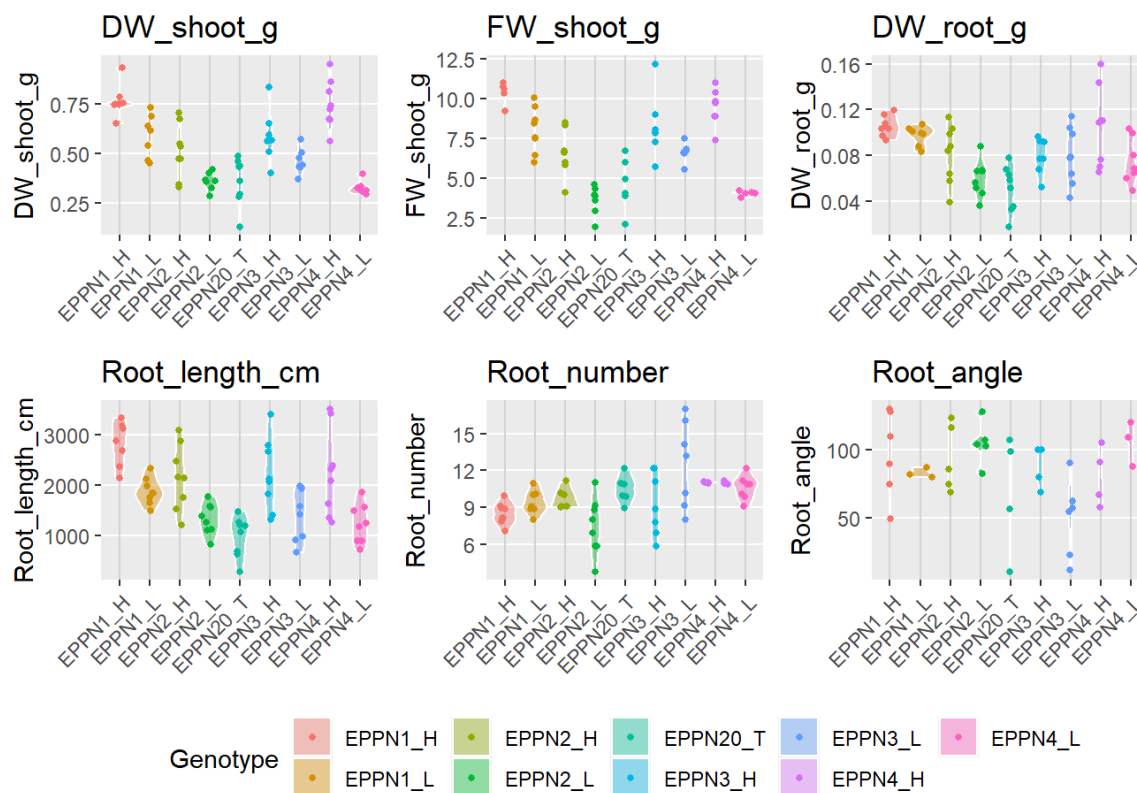 DW_shoot_g
FW_shoot_g
DW_root_g
DW_shoot_g
0.75
0.50
0.25
EPPN1_H
EPPN1_L
EPPN2_H
EPPN2_L
EPPN20_T
EPPN3_H
EPPN3_L
EPPN4_H
EPPN4_L
FW_shoot_g
12.5
10.0
7.5
5.0
2.5
EPPN1_H
EPPN1_L
EPPN2_H
EPPN2_L
EPPN20_T
EPPN3_H
EPPN3_L
EPPN4_H
EPPN4_L
DW_root_g
0.16
0.12
0.08
0.04
EPPN1_H
EPPN1_L
EPPN2_H
EPPN2_L
EPPN20_T
EPPN3_H
EPPN3_L
EPPN4_H
EPPN4_L
Root_length_cm
Root_number
Root_angle
Root_length_cm
3000
2000
1000
EPPN1_H
EPPN1_L
EPPN2_H
EPPN2_L
EPPN20_T
EPPN3_H
EPPN3_L
EPPN4_H
EPPN4_L
Root_number
15
12
9
6
EPPN1_H
EPPN1_L
EPPN2_H
EPPN2_L
EPPN20_T
EPPN3_H
EPPN3_L
EPPN4_H
EPPN4_L
Root_angle
100
50
EPPN1_H
EPPN1_L
EPPN2_H
EPPN2_L
EPPN20_T
EPPN3_H
EPPN3_L
EPPN4_H
EPPN4_L
Genotype
EPPN1_H
EPPN2_H
EPPN20_T
EPPN3_L
EPPN4_L
EPPN1_L
EPPN2_L
EPPN3_H
EPPN4_H